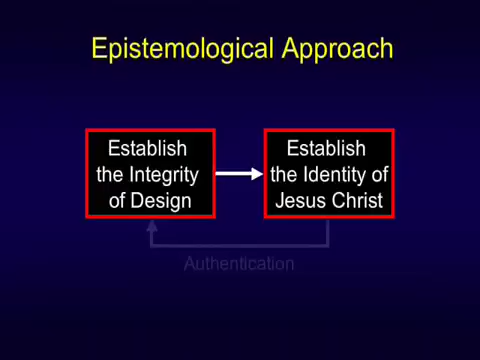 Epistemological Approach
Establish
the Integrity
of Design
Establish
the Identity of
Jesus Christ
Authentication